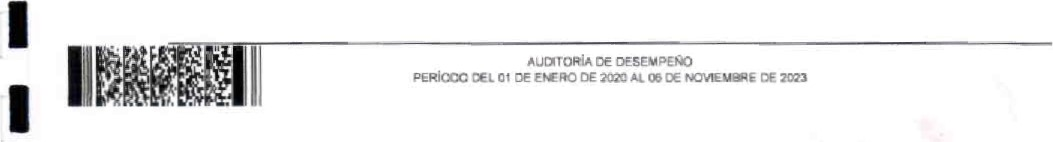 AUDITORÍA DE DESEMPEÑO
PERÍODO DEL 01 DE ENERO DE 2020 AL 06 DE NOVIEMBRE DE 2023